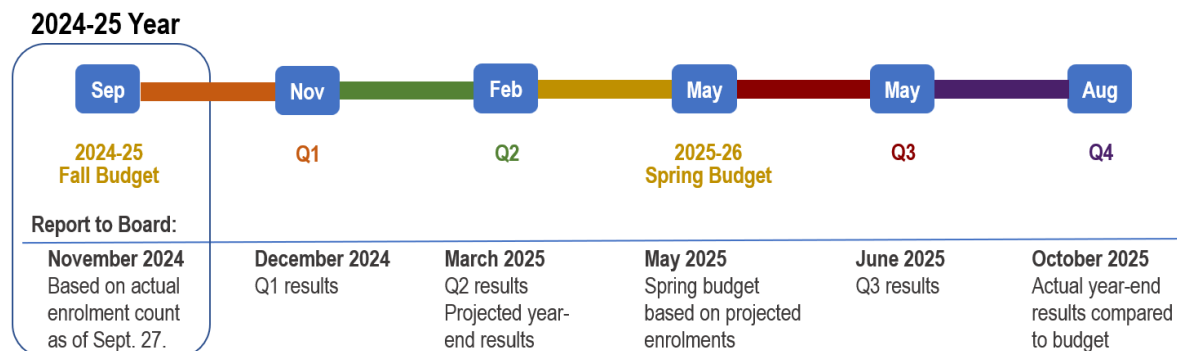 2024-25 Year
Sep
Nov
Feb
May
May
Aug
2024-25
Fall Budget
Q1
Q2
2025-26
Spring Budget
Q3
Q4
Report to Board:
November 2024
Based on actual
enrolment count
as of Sept. 27.
December 2024
Q1 results
March 2025
Q2 results
Projected year-
end results
May 2025
Spring budget
based on projected
enrolments
June 2025
Q3 results
October 2025
Actual year-end
results compared
to budget